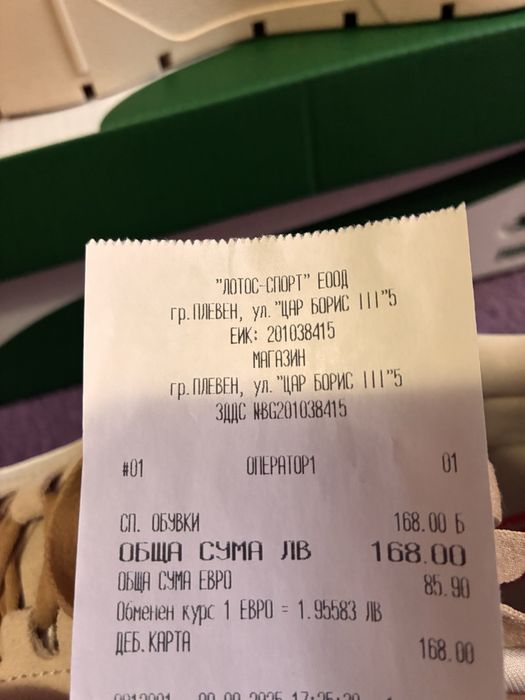 "ЛОТОС-СПОРТ" ЕООД
гр.ПЛЕВЕН, ул."ЦАР БОРИС III"5
ЕИК: 201038415
МАГАЗИН
гр.ПЛЕВЕН, ул."ЦАР БОРИС III"5
ЗДДС №BG201038415
#01 ОПЕРАТОР1 01
СП. ОБУВКИ 168.00 Б
ОБЩА СУМА ЛВ 168.00
ОБЩА СУМА ЕВРО 85.90
Обменен курс 1 ЕВРО = 1.95583 ЛВ
ДЕБ.КАРТА 168.00